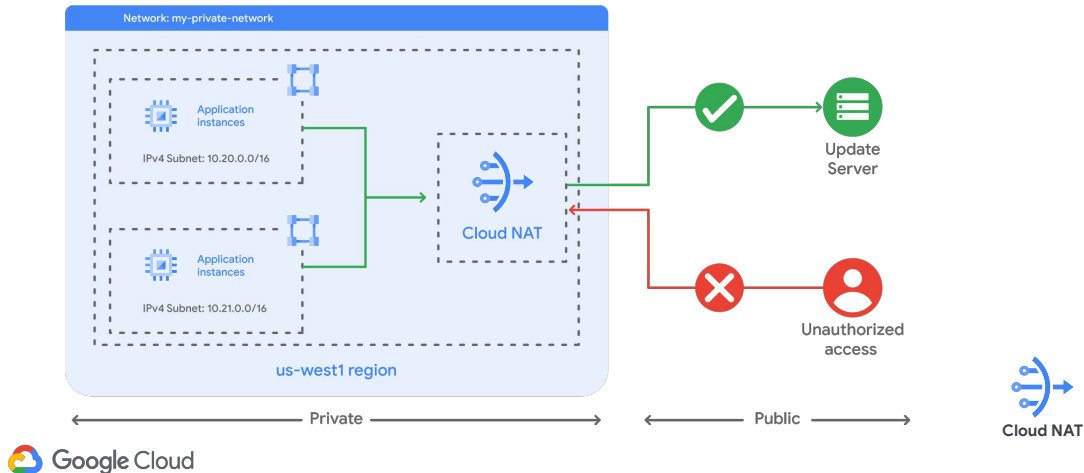 Network: my-private-network
Application
instances
IPv4 Subnet: 10.20.0.0/16
Application
instances
IPv4 Subnet: 10.21.0.0/16
Cloud NAT
us-west1 region
Update
Server
Unauthorized
access
Private
Public
Cloud NAT
Google Cloud